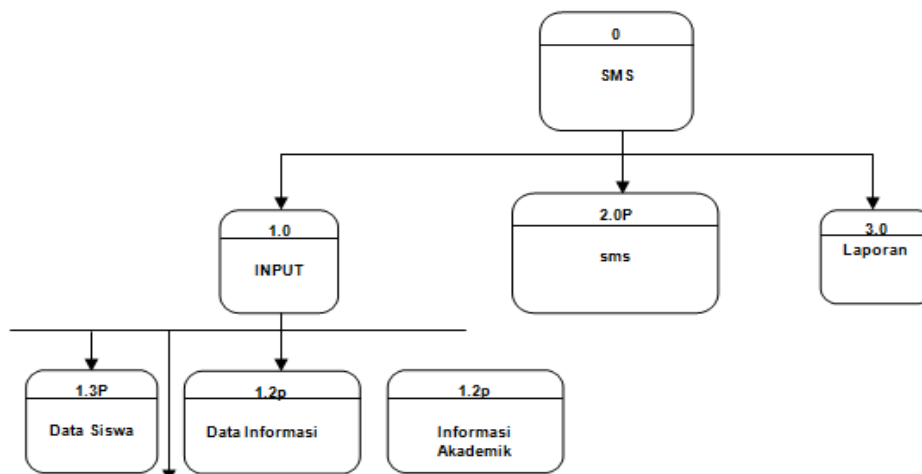 0
SMS
1.0
INPUT
2.0P
sms
3.0
Laporan
1.3P
Data Siswa
1.2p
Data Informasi
1.2p
Informasi
Akademik